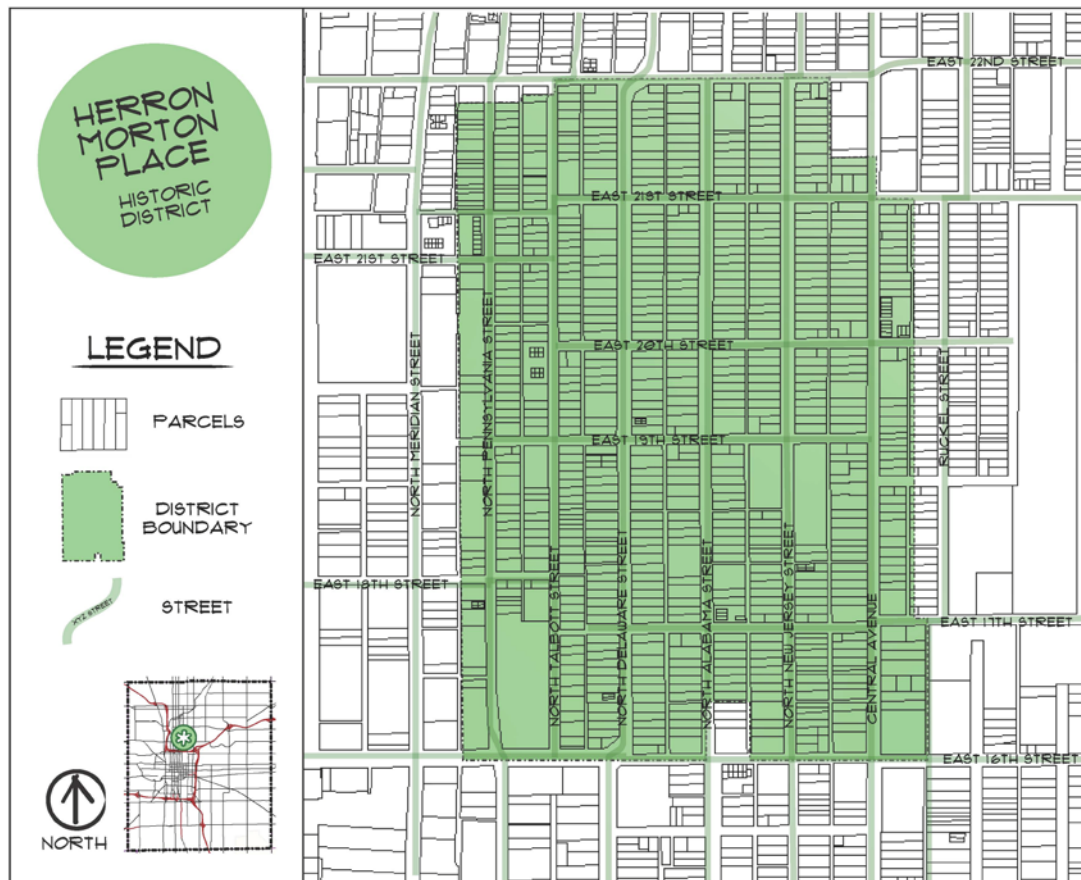 HERRON
MORTON
PLACE
HISTORIC
DISTRICT
LEGEND
PARCELS
DISTRICT
BOUNDARY
XYZ STREET
STREET
NORTH
EAST 22ND STREET
EAST 21ST STREET
EAST 21ST STREET
EAST 20TH STREET
EAST 19TH STREET
EAST 18TH STREET
EAST 17TH STREET
EAST 16TH STREET
NORTH MERIDIAN STREET
NORTH PENNSYLVANIA STREET
NORTH TALBOTT STREET
NORTH DELAWARE STREET
NORTH ALABAMA STREET
NORTH NEW JERSEY STREET
CENTRAL AVENUE
RUCKEL STREET